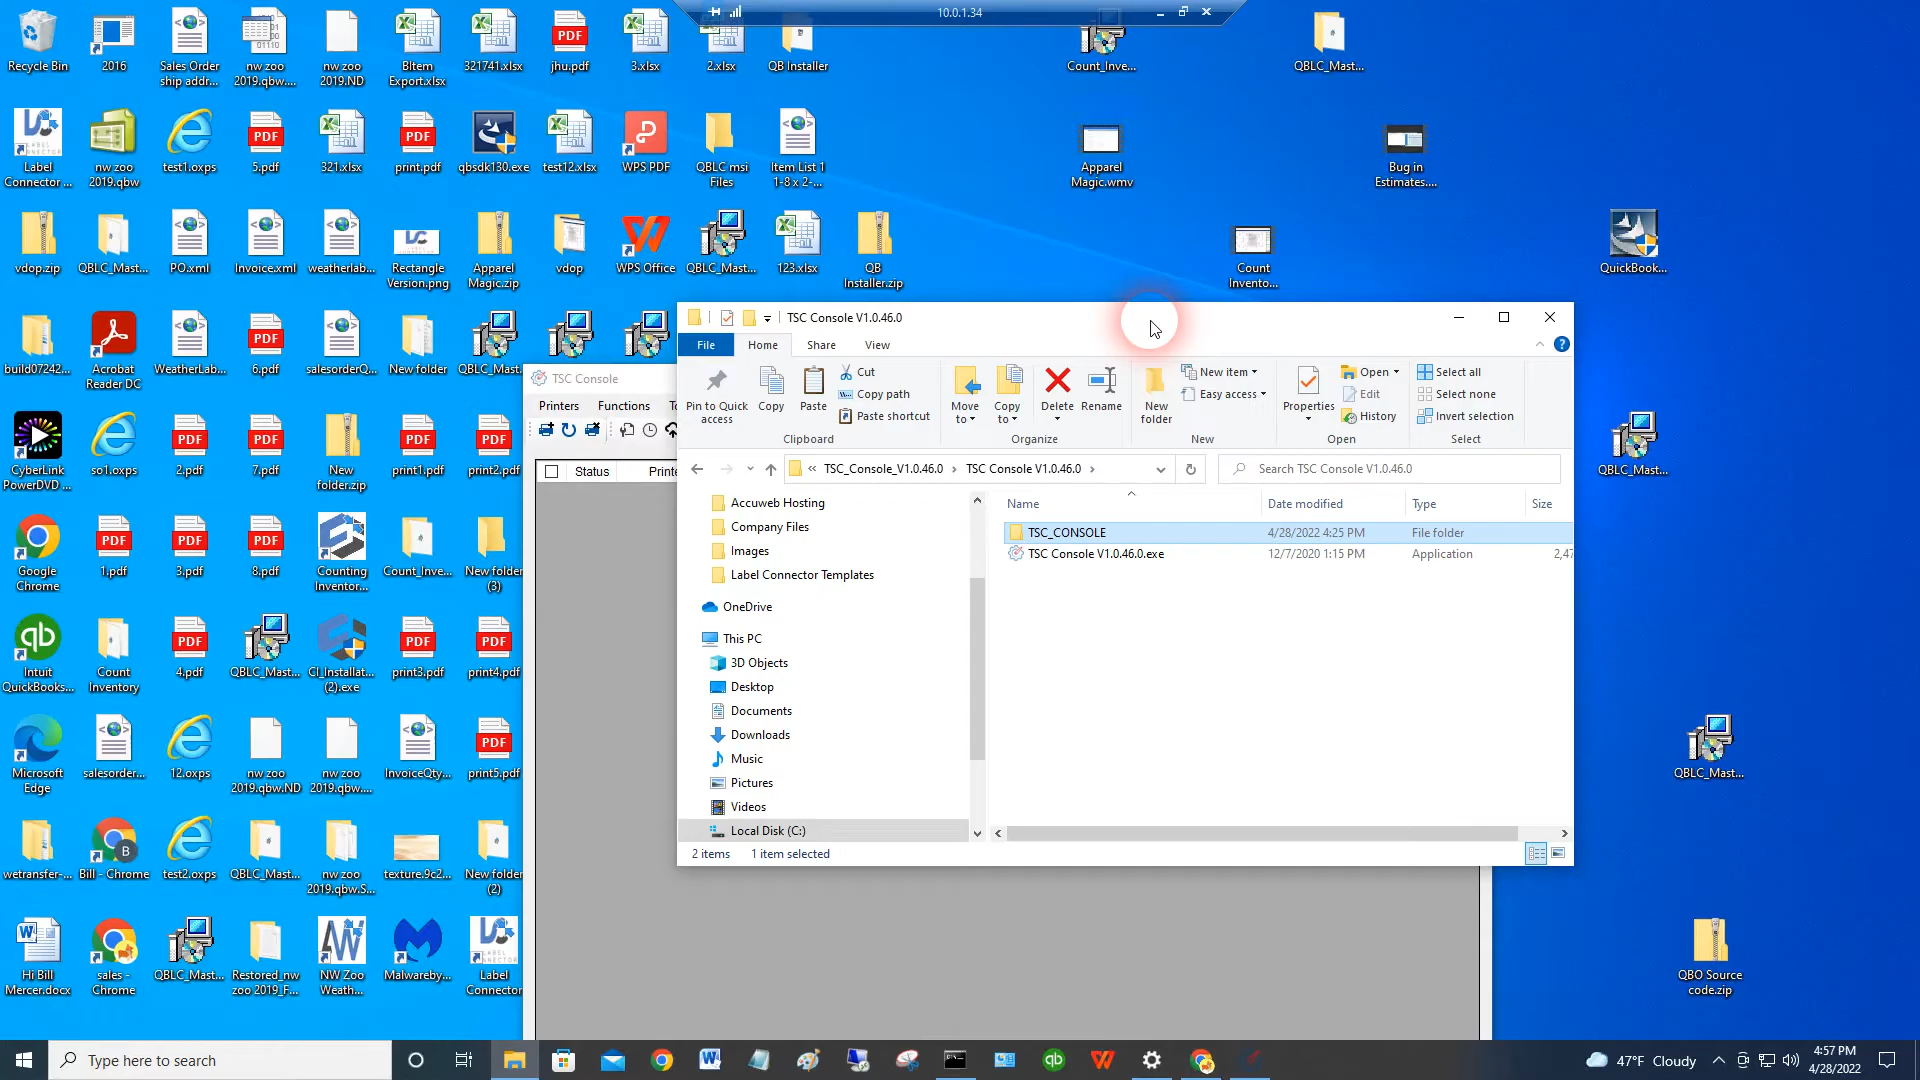 10.0.1.34
Recycle Bin
2016
Sales Order
ship addr...
nw zoo
2019.qbw....
nw zoo
2019.ND
BItem
Export.xlsx
321741.xlsx
jhu.pdf
3.xlsx
2.xlsx
QB Installer
Count_Inve...
QBLC_Mast...
Label
Connector ...
nw zoo
2019.qbw
test1.oxps
5.pdf
321.xlsx
print.pdf
qbsdk130.exe
test12.xlsx
WPS PDF
QBLC msi
Files
Item List 1
1-8 x 2-...
Apparel
Magic.wmv
Bug in
Estimates....
vdop.zip
QBLC_Mast...
PO.xml
Invoice.xml
weatherlab...
Rectangle
Version.png
Apparel
Magic.zip
vdop
WPS Office
QBLC_Mast...
123.xlsx
QB
Installer.zip
Count
Invento...
QuickBook...
build07242...
Acrobat
Reader DC
WeatherLab...
6.pdf
salesorderQ...
New folder
QBLC_Mast...
TSC Console
Printers
Functions
Status
TSC Console V1.0.46.0
File
Home
Share
View
Pin to Quick
access
Copy
Paste
Cut
Copy path
Paste shortcut
Clipboard
Move
to
Copy
to
Delete
Rename
Organize
New
folder
New item
Easy access
New
Properties
Open
Edit
History
Open
Select all
Select none
Invert selection
Select
« TSC_Console_V1.0.46.0 › TSC Console V1.0.46.0 ›
Search TSC Console V1.0.46.0
Accuweb Hosting
Company Files
Images
Label Connector Templates
OneDrive
This PC
3D Objects
Desktop
Documents
Downloads
Music
Pictures
Videos
Local Disk (C:)
Name
Date modified
Type
Size
TSC_CONSOLE
4/28/2022 4:25 PM
File folder
TSC Console V1.0.46.0.exe
12/7/2020 1:15 PM
Application
2,47
2 items
1 item selected
CyberLink
PowerDVD ...
so1.oxps
2.pdf
7.pdf
New
folder.zip
print1.pdf
print2.pdf
QBLC_Mast...
Google
Chrome
1.pdf
3.pdf
8.pdf
Counting
Inventor...
Count_Inve...
New folder
(3)
Intuit
QuickBooks...
Count
Inventory
4.pdf
QBLC_Mast...
CI_Installat...
(2).exe
print3.pdf
print4.pdf
Microsoft
Edge
salesorder...
12.oxps
nw zoo
2019.qbw.ND
nw zoo
2019.qbw....
InvoiceQty...
print5.pdf
QBLC_Mast...
wetransfer-...
Bill - Chrome
test2.oxps
QBLC_Mast...
nw zoo
2019.qbw.S...
texture.9c2...
New folder
(2)
Hi Bill
Mercer.docx
sales -
Chrome
QBLC_Mast...
Restored_nw
zoo 2019_F...
NW Zoo
Weath...
Malwareby...
Label
Connector
QBO Source
code.zip
Type here to search
47°F Cloudy
4:57 PM
4/28/2022